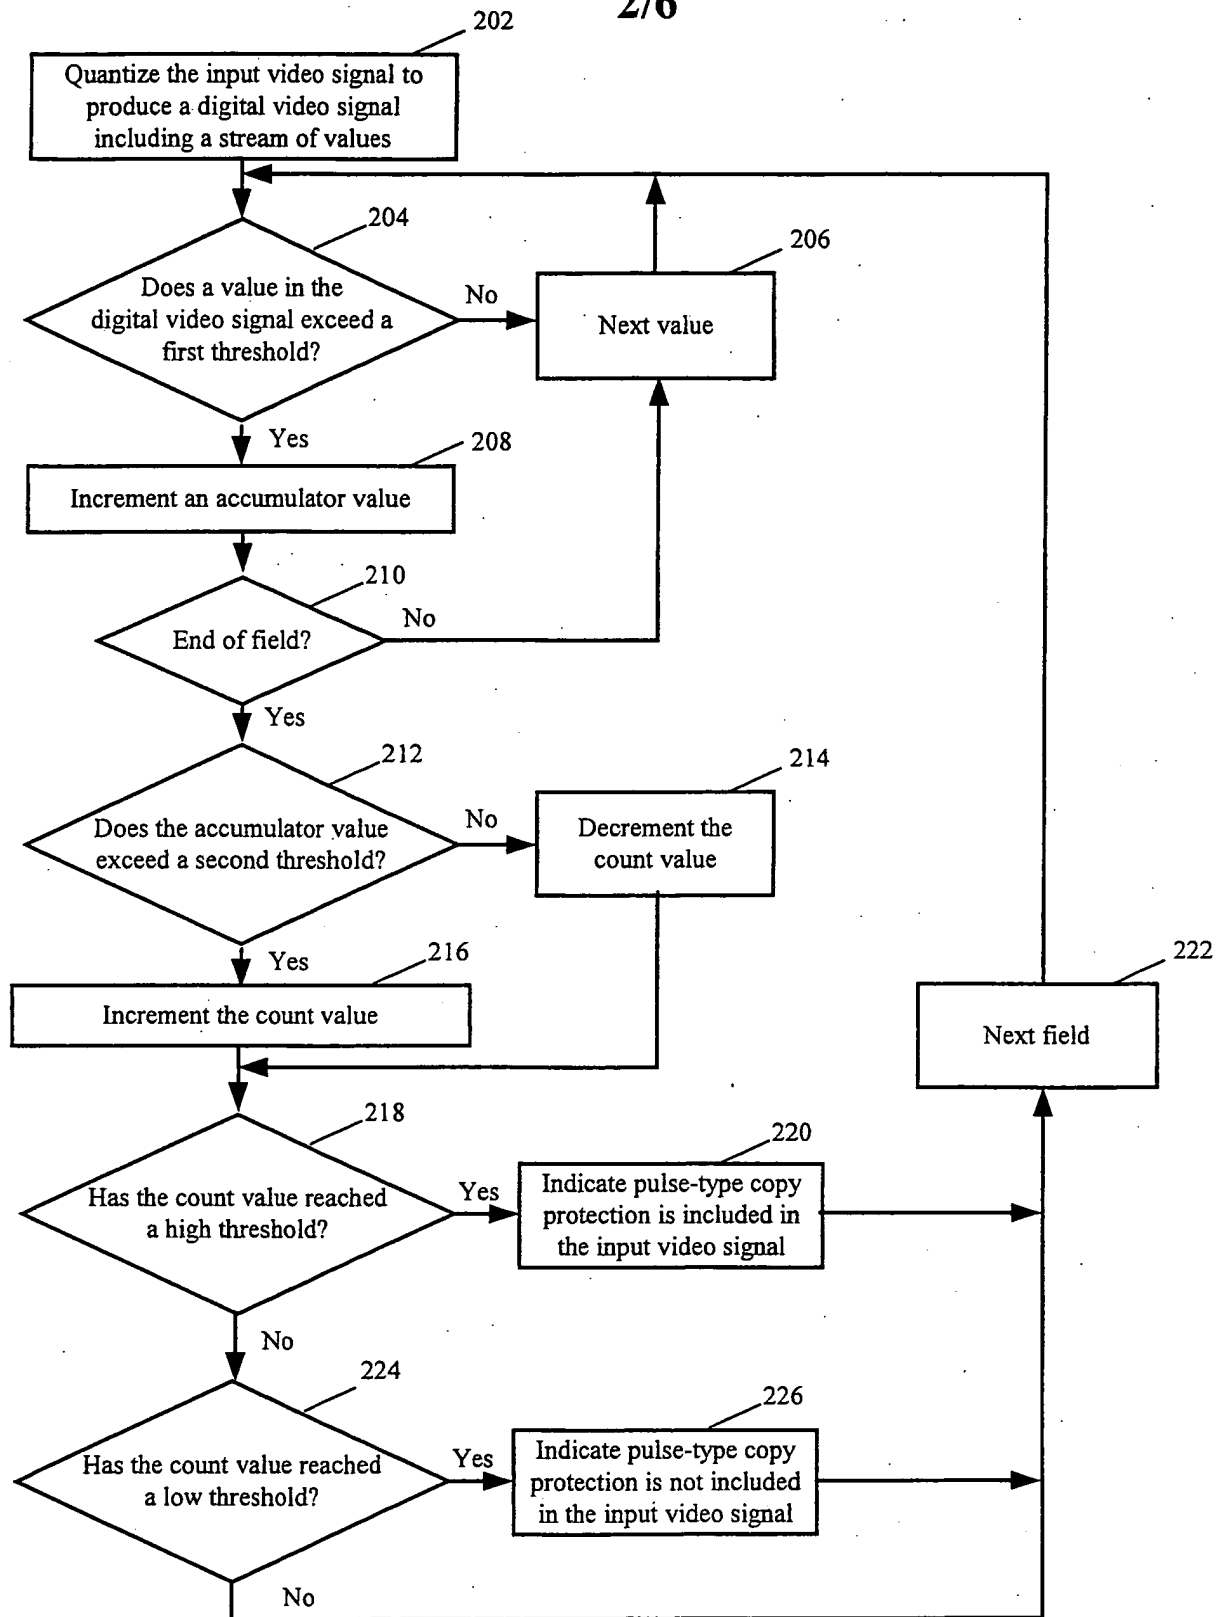 2/6
202
Quantize the input video signal to
produce a digital video signal
including a stream of values
204
Does a value in the
digital video signal exceed a
first threshold?
No
206
Next value
Yes
208
Increment an accumulator value
210
End of field?
No
Yes
212
Does the accumulator value
exceed a second threshold?
No
214
Decrement the
count value
Yes
216
Increment the count value
222
Next field
218
Has the count value reached
a high threshold?
Yes
220
Indicate pulse-type copy
protection is included in
the input video signal
No
224
Has the count value reached
a low threshold?
Yes
226
Indicate pulse-type copy
protection is not included
in the input video signal
No